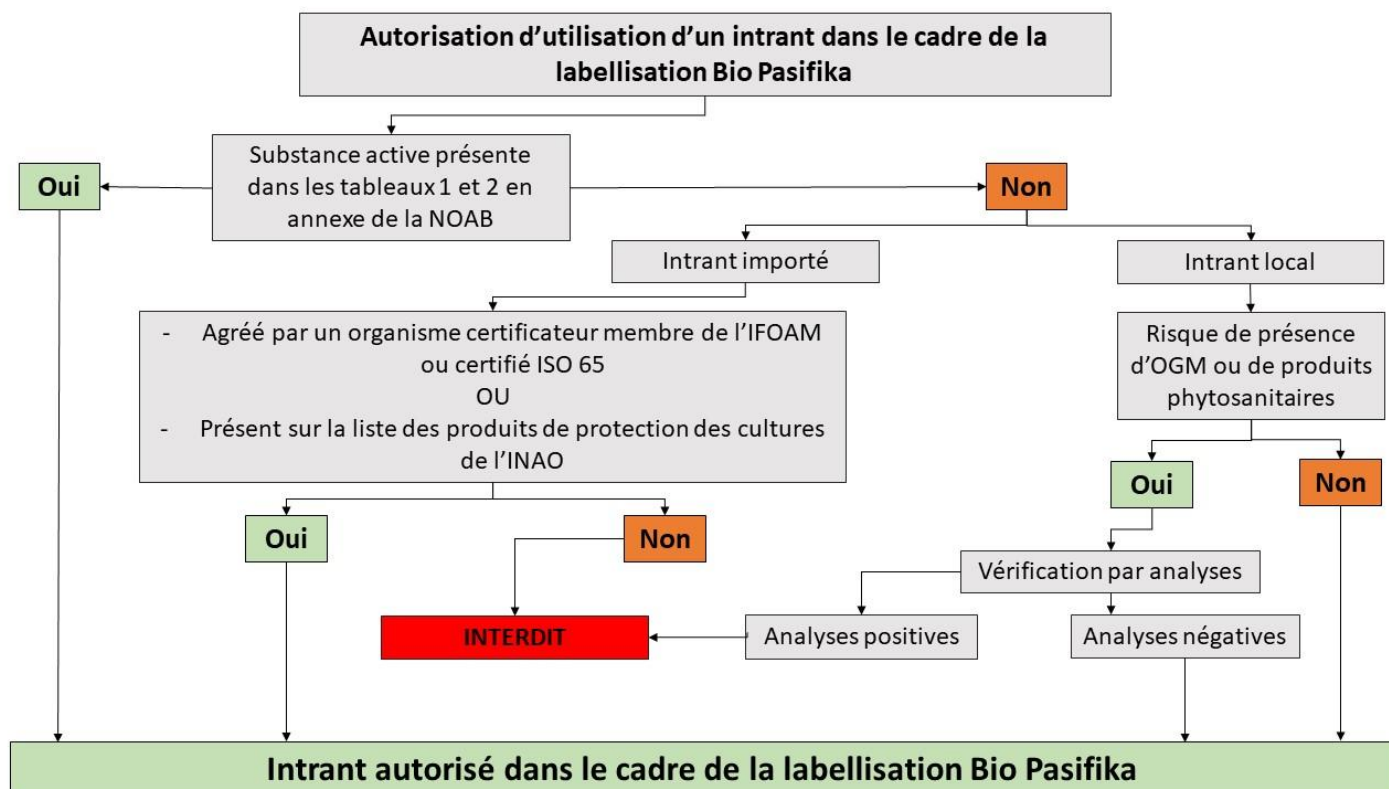 Autorisation d’utilisation d’un intrant dans le cadre de la
labellisation Bio Pasifika
Substance active présente
dans les tableaux 1 et 2 en
annexe de la NOAB
Oui
Non
Intrant importé
Intrant local
- Agréé par un organisme certificateur membre de l’IFOAM
ou certifié ISO 65
OU
- Présent sur la liste des produits de protection des cultures
de l’INAO
Risque de présence
d’OGM ou de produits
phytosanitaires
Oui
Non
Oui
Non
Vérification par analyses
INTERDIT
Analyses positives
Analyses négatives
Intrant autorisé dans le cadre de la labellisation Bio Pasifika